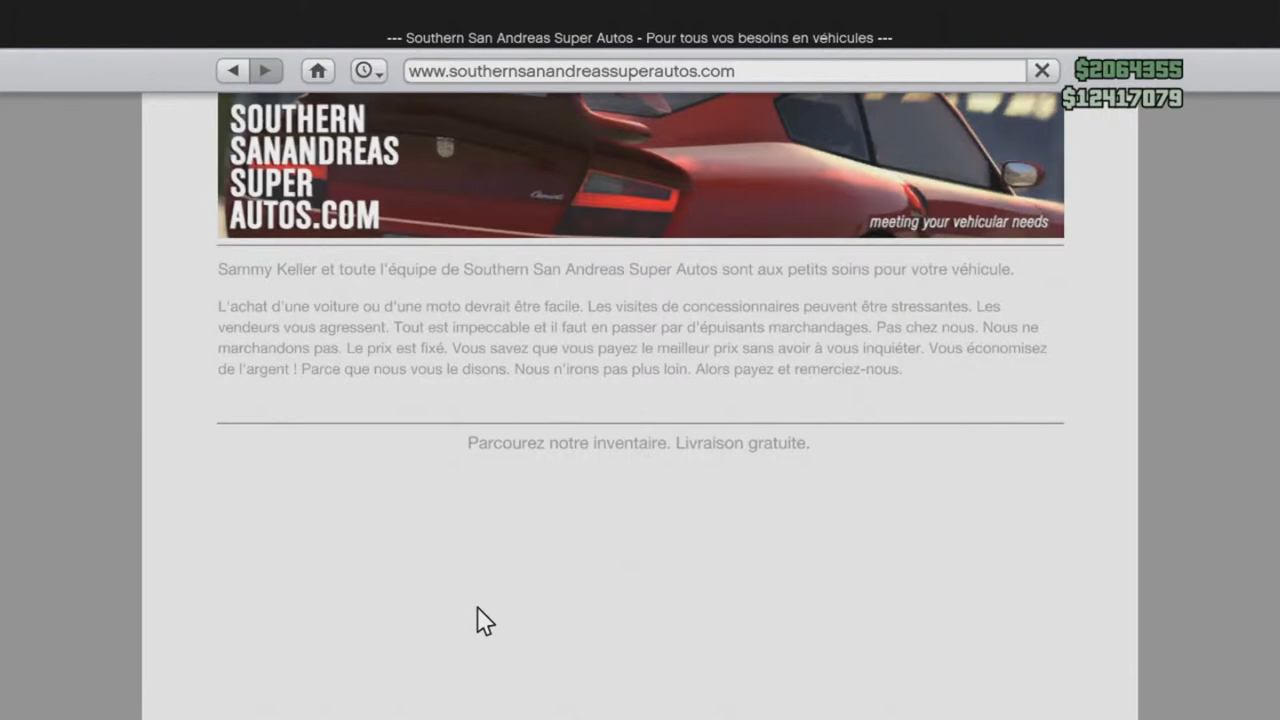 --- Southern San Andreas Super Autos - Pour tous vos besoins en véhicules ---
www.southernsanandreassuperautos.com
$2064355
$12417079
SOUTHERN
SANANDREAS
SUPER
AUTOS.COM
meeting your vehicular needs
Sammy Keller et toute l'équipe de Southern San Andreas Super Autos sont aux petits soins pour votre véhicule.
L'achat d'une voiture ou d'une moto devrait être facile. Les visites de concessionnaires peuvent être stressantes. Les
vendeurs vous agressent. Tout est impeccable et il faut en passer par d'épuisants marchandages. Pas chez nous. Nous ne
marchandons pas. Le prix est fixé. Vous savez que vous payez le meilleur prix sans avoir à vous inquiéter. Vous économisez
de l'argent ! Parce que nous vous le disons. Nous n'irons pas plus loin. Alors payez et remerciez-nous.
Parcourez notre inventaire. Livraison gratuite.